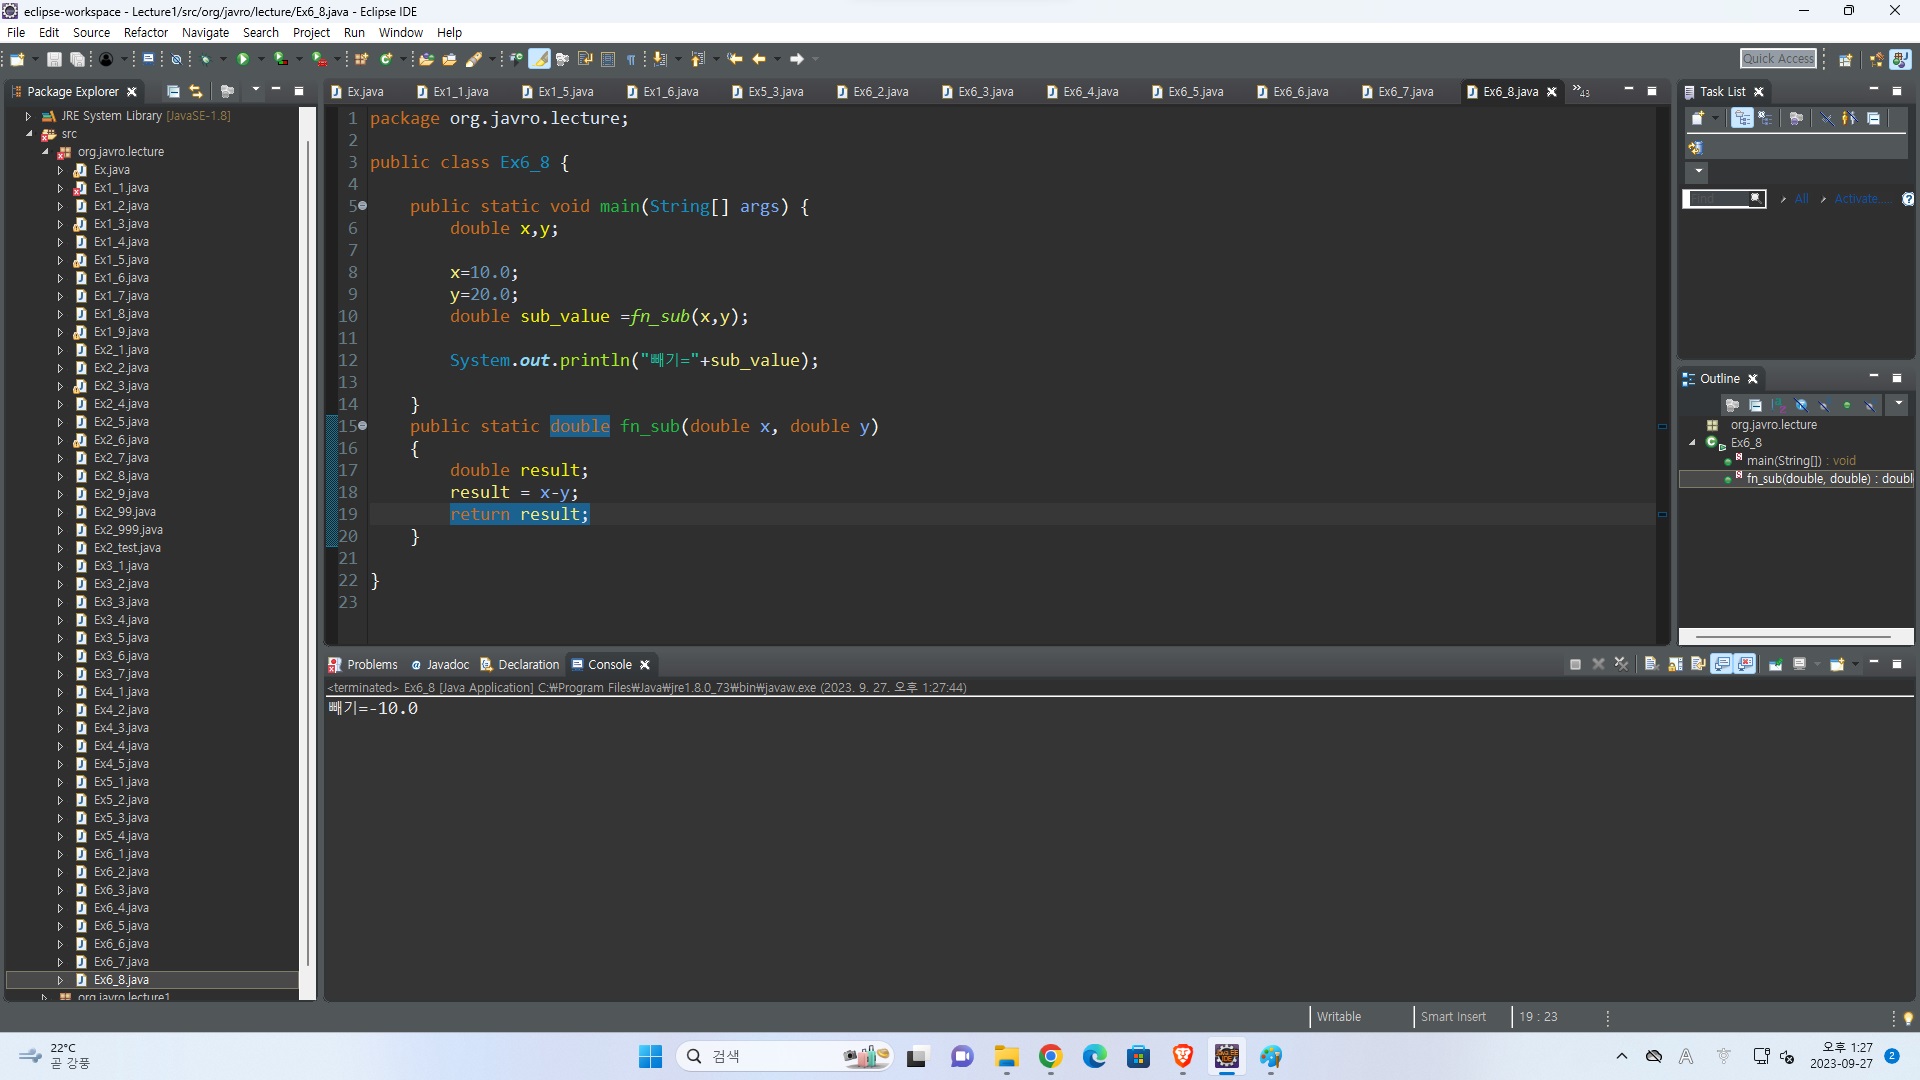 eclipse-workspace - Lecture1/src/org/javro/lecture/Ex6_8.java - Eclipse IDE
File Edit Source Refactor Navigate Search Project Run Window Help
Quick Access
Package Explorer
JRE System Library [JavaSE-1.8]
src
org.javro.lecture
Ex.java
Ex1_1.java
Ex1_2.java
Ex1_3.java
Ex1_4.java
Ex1_5.java
Ex1_6.java
Ex1_7.java
Ex1_8.java
Ex1_9.java
Ex2_1.java
Ex2_2.java
Ex2_3.java
Ex2_4.java
Ex2_5.java
Ex2_6.java
Ex2_7.java
Ex2_8.java
Ex2_9.java
Ex2_99.java
Ex2_999.java
Ex2_test.java
Ex3_1.java
Ex3_2.java
Ex3_3.java
Ex3_4.java
Ex3_5.java
Ex3_6.java
Ex3_7.java
Ex4_1.java
Ex4_2.java
Ex4_3.java
Ex4_4.java
Ex4_5.java
Ex5_1.java
Ex5_2.java
Ex5_3.java
Ex5_4.java
Ex6_1.java
Ex6_2.java
Ex6_3.java
Ex6_4.java
Ex6_5.java
Ex6_6.java
Ex6_7.java
Ex6_8.java
org.javro.lecture1
Ex.java Ex1_1.java Ex1_5.java Ex1_6.java Ex5_3.java Ex6_2.java Ex6_3.java Ex6_4.java Ex6_5.java Ex6_6.java Ex6_7.java Ex6_8.java »43
1 package org.javro.lecture;
2
3 public class Ex6_8 {
4
5 public static void main(String[] args) {
6 double x,y;
7
8 x=10.0;
9 y=20.0;
10 double sub_value =fn_sub(x,y);
11
12 System.out.println("빼기="+sub_value);
13
14 }
15 public static double fn_sub(double x, double y)
16 {
17 double result;
18 result = x-y;
19 return result;
20 }
21
22 }
23
Task List
Find All Activate...
Outline
org.javro.lecture
Ex6_8
main(String[]) : void
fn_sub(double, double) : doubl
Problems Javadoc Declaration Console
<terminated> Ex6_8 [Java Application] C:₩Program Files₩Java₩jre1.8.0_73₩bin₩javaw.exe (2023. 9. 27. 오후 1:27:44)
빼기=-10.0
Writable Smart Insert 19 : 23
22°C
곧 강풍
검색
A
오후 1:27
2023-09-27
2